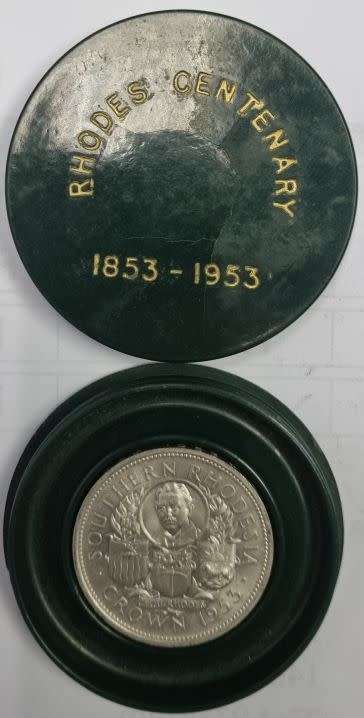 RHODES CENTENARY
1853 - 1953
SOUTHERN RHODESIA
CROWN 1953